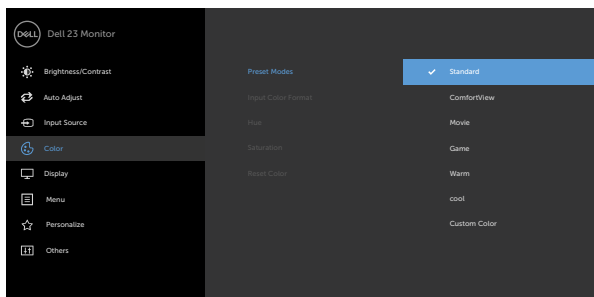 DELL Dell 23 Monitor
Brightness/Contrast
Auto Adjust
Input Source
Color
Display
Menu
Personalize
Others
Preset Modes
Input Color Format
Hue
Saturation
Reset Color
Standard
ComfortView
Movie
Game
Warm
cool
Custom Color